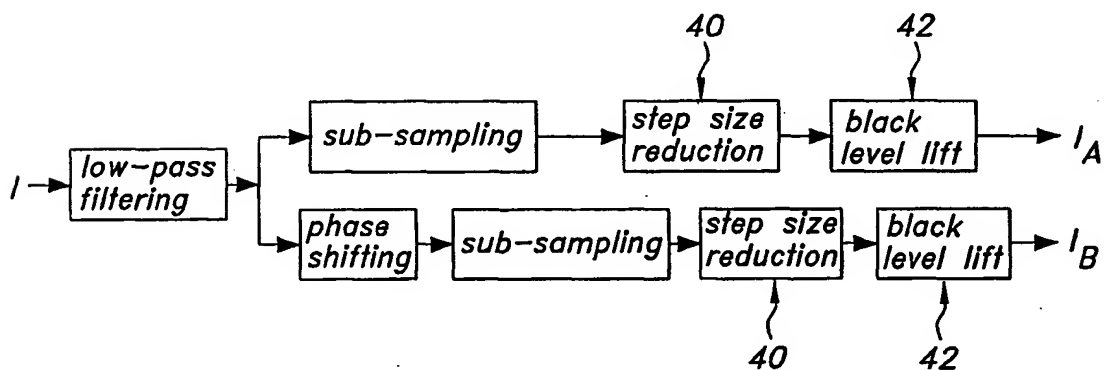 40
42
sub-sampling
step size
reduction
black
level lift
I_A
I
low-pass
filtering
phase
shifting
sub-sampling
step size
reduction
black
level lift
I_B
40
42